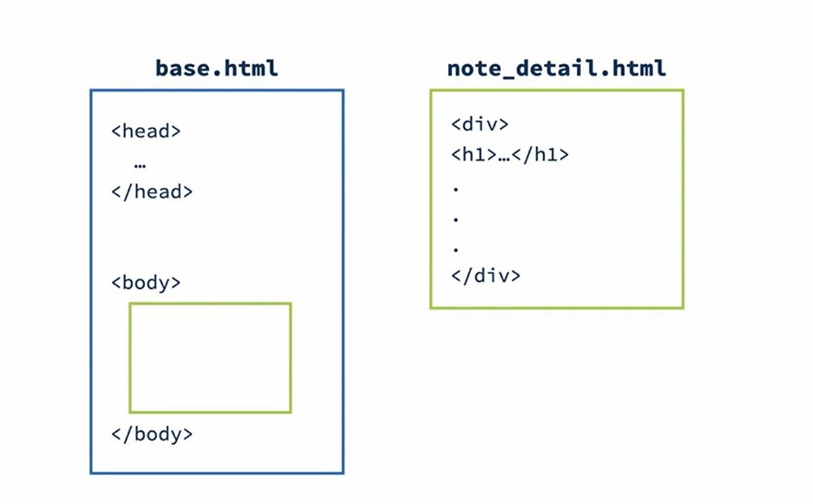 base.html
<head>
…
</head>
<body>
</body>
note_detail.html
<div>
<h1>…</h1>
.
.
.
</div>